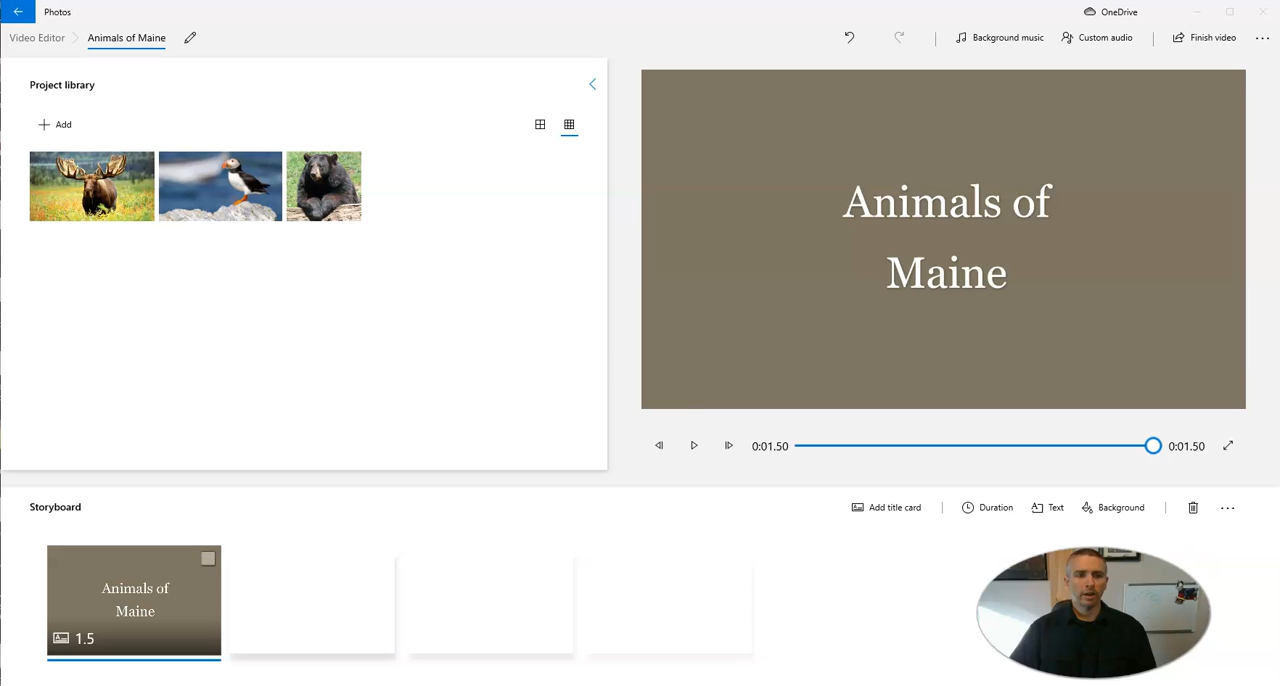 Photos
OneDrive
Video Editor
Animals of Maine
Background music
Custom audio
Finish video
Project library
Add
Animals of
Maine
0:01.50
0:01.50
Storyboard
Add title card
Duration
Text
Background
Animals of
Maine
1.5